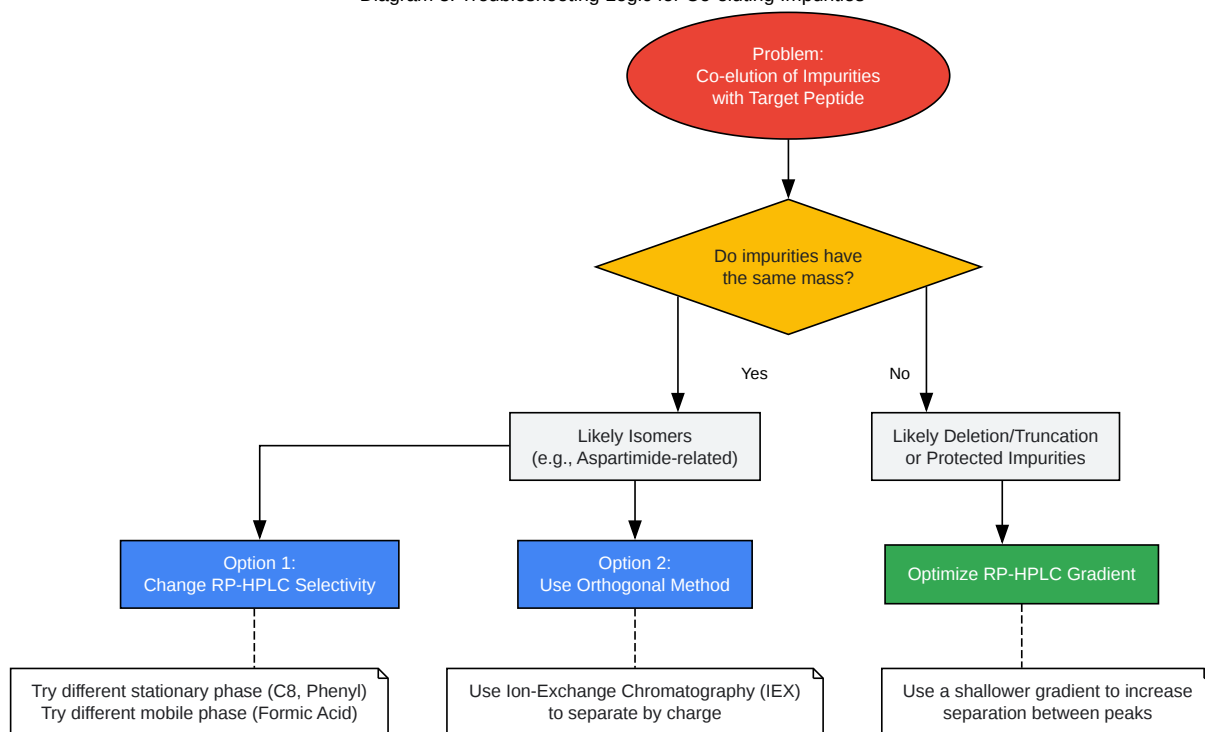 Problem:
Co-elution of Impurities
with Target Peptide
Do impurities have
the same mass?
Yes
No
Likely Isomers
(e.g., Aspartimide-related)
Likely Deletion/Truncation
or Protected Impurities
Option 1:
Change RP-HPLC Selectivity
Option 2:
Use Orthogonal Method
Optimize RP-HPLC Gradient
Try different stationary phase (C8, Phenyl)
Try different mobile phase (Formic Acid)
Use Ion-Exchange Chromatography (IEX)
to separate by charge
Use a shallower gradient to increase
separation between peaks